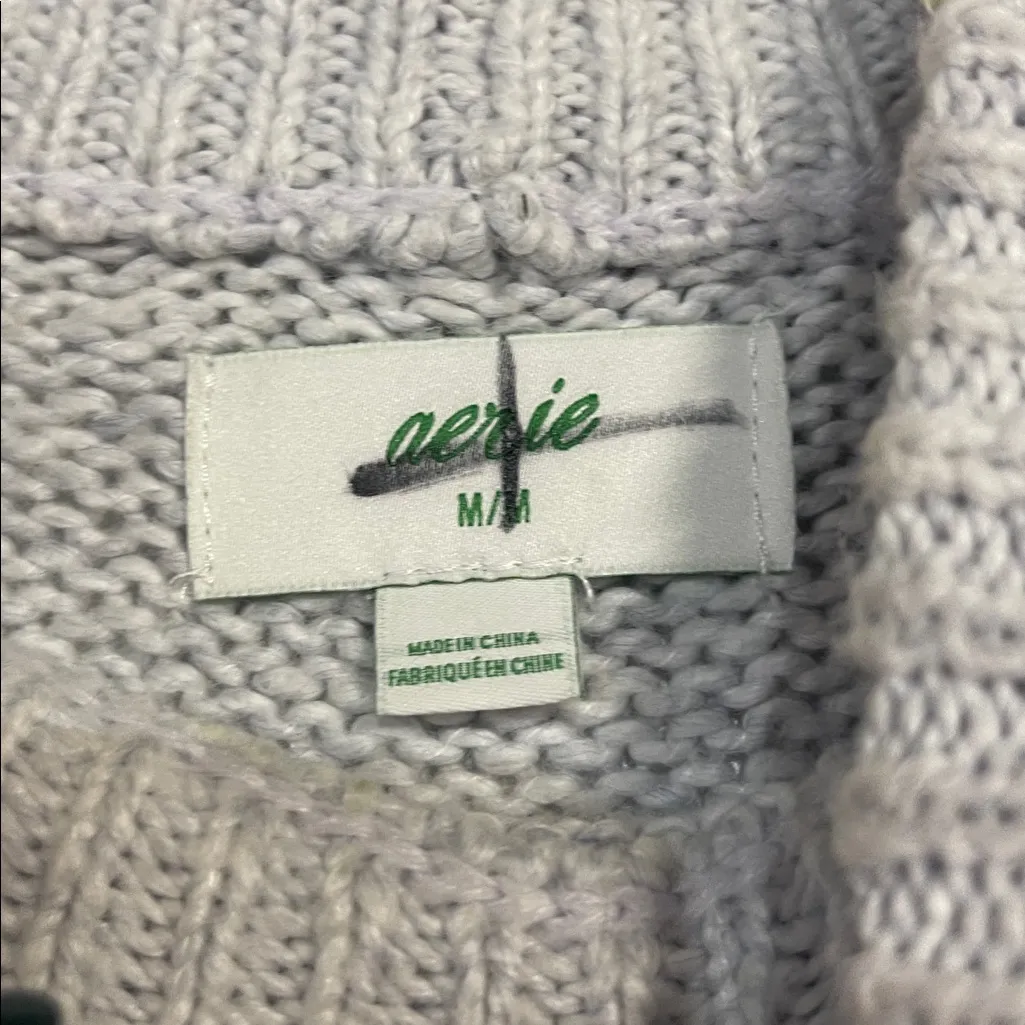 aerie
M/M
MADE IN CHINA
FABRIQUÉ EN CHINE